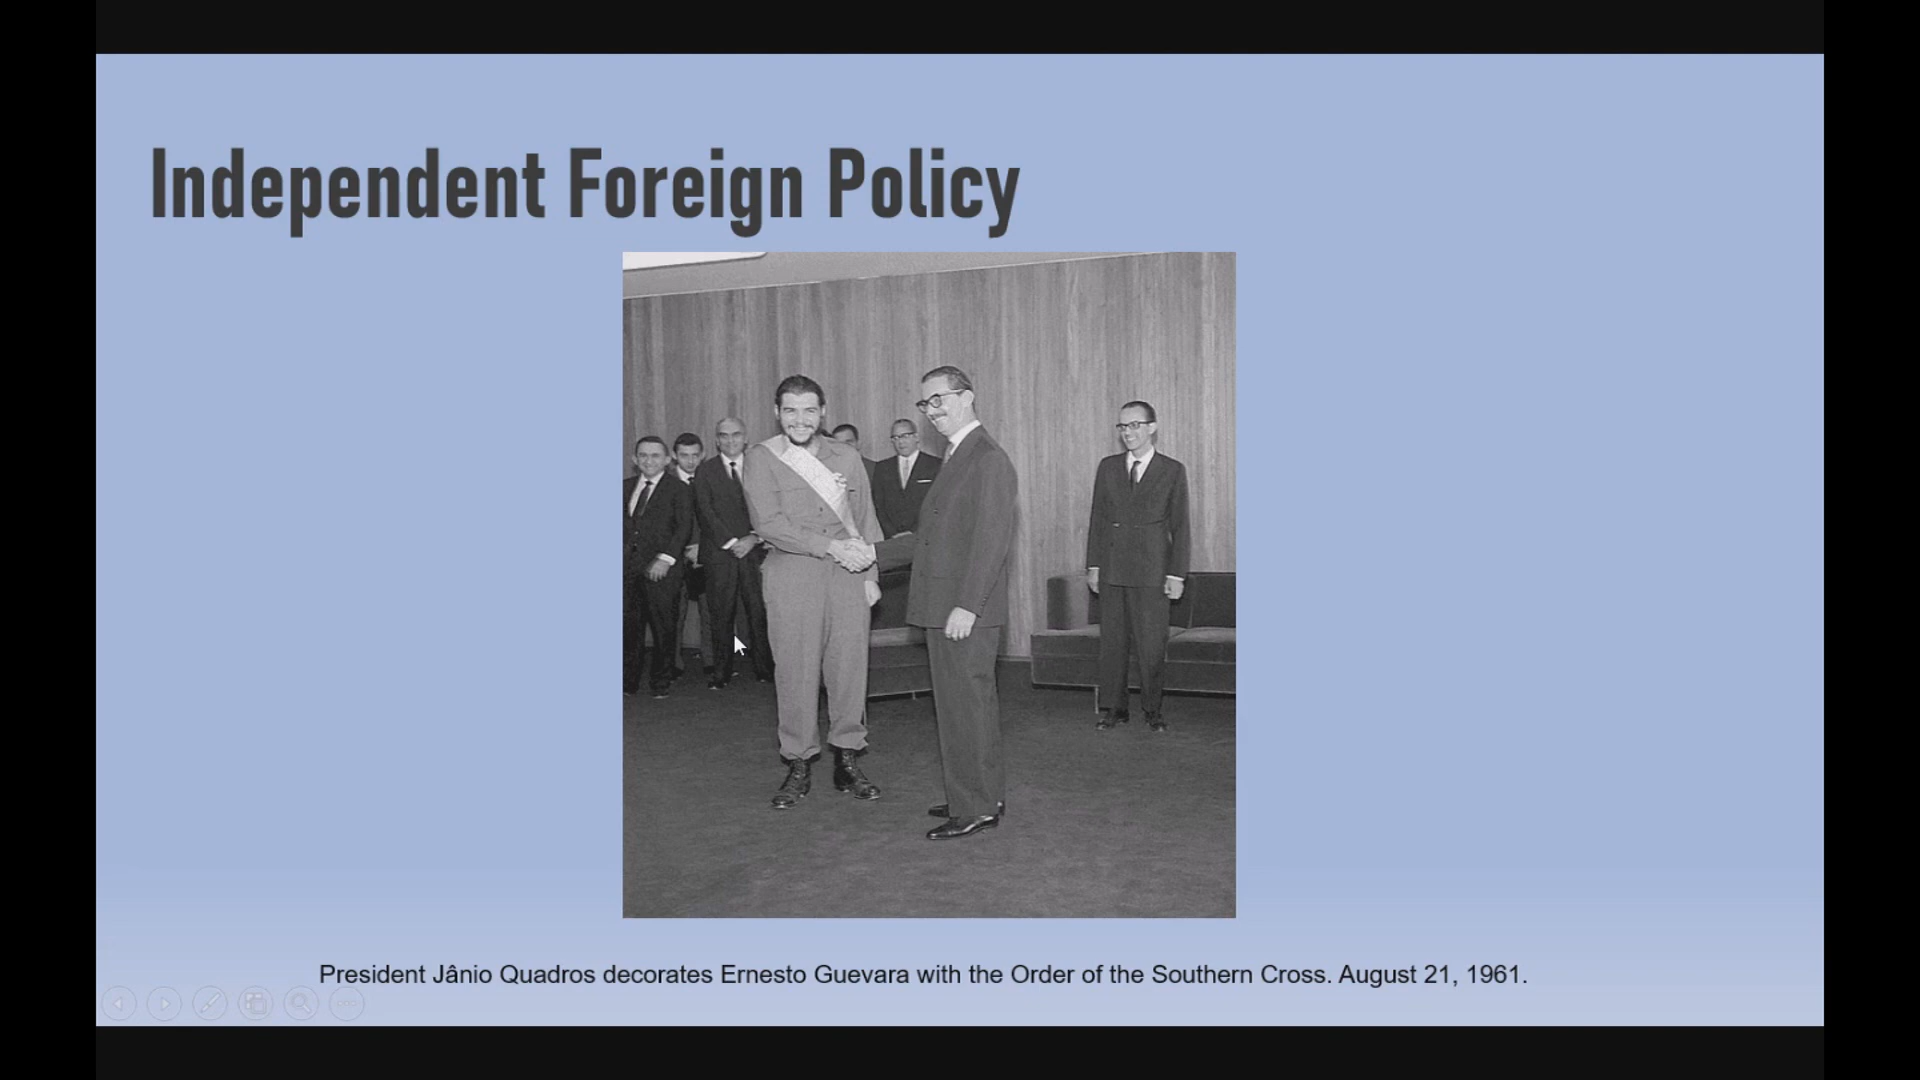 Independent Foreign Policy
President Jânio Quadros decorates Ernesto Guevara with the Order of the Southern Cross. August 21, 1961.